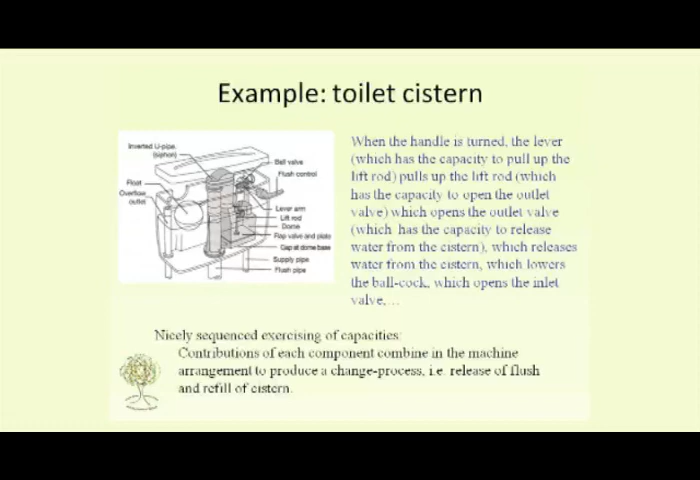 Example: toilet cistern
Inverted U-pipe
(siphon)
Float
Overflow
outlet
Ball valve
Flush control
Lever arm
Lift rod
Dome
Flap valve and plate
Gap at dome base
Supply pipe
Flush pipe
When the handle is turned, the lever
(which has the capacity to pull up the
lift rod) pulls up the lift rod (which
has the capacity to open the outlet
valve) which opens the outlet valve
(which has the capacity to release
water from the cistern), which releases
water from the cistern, which lowers
the ball-cock, which opens the inlet
valve,...
Nicely sequenced exercising of capacities:
Contributions of each component combine in the machine
arrangement to produce a change-process, i.e. release of flush
and refill of cistern.